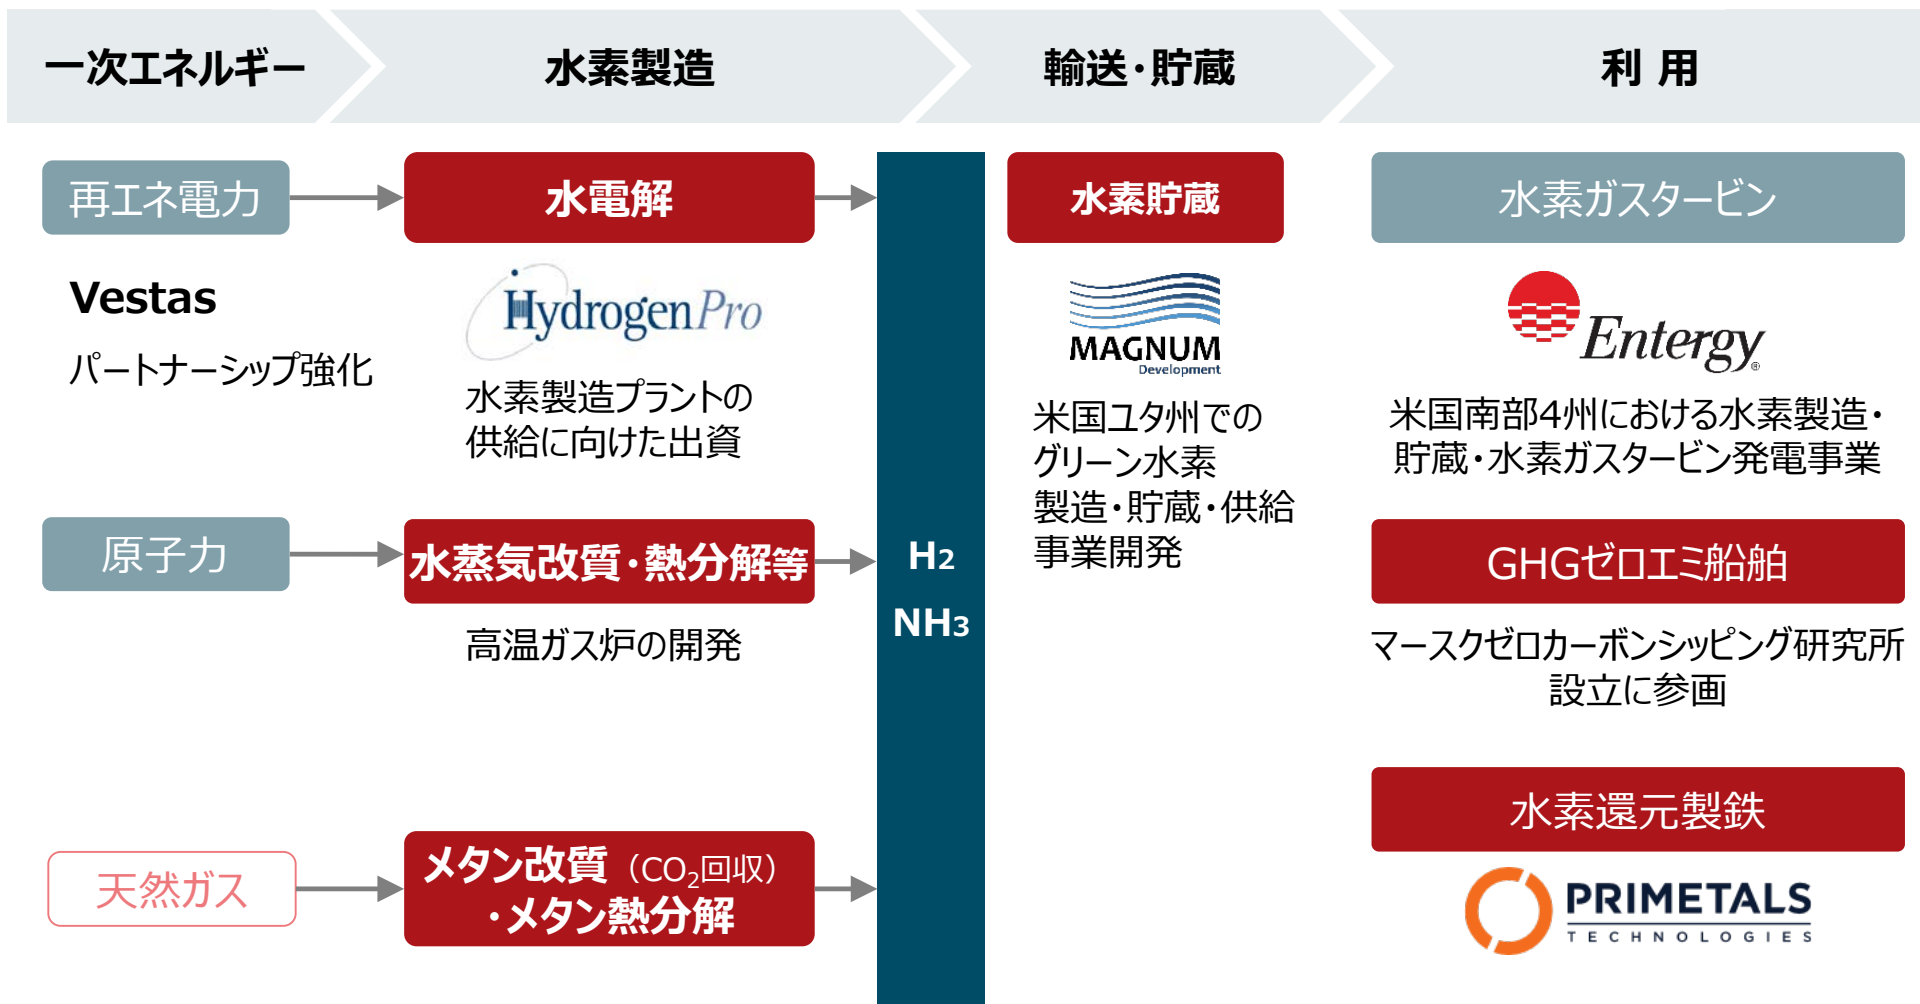 一次エネルギー
水素製造
輸送・貯蔵
利 用
再エネ電力
水電解
水素貯蔵
水素ガスタービン
Vestas
パートナーシップ強化
HydrogenPro
水素製造プラントの
供給に向けた出資
MAGNUM
Development
米国ユタ州での
グリーン水素
製造・貯蔵・供給
事業開発
Entergy®
米国南部4州における水素製造・
貯蔵・水素ガスタービン発電事業
原子力
水蒸気改質・熱分解等
高温ガス炉の開発
H2
NH3
GHGゼロエミ船舶
マースクゼロカーボンシッピング研究所
設立に参画
水素還元製鉄
PRIMETALS
TECHNOLOGIES
天然ガス
メタン改質（CO₂回収）
・メタン熱分解